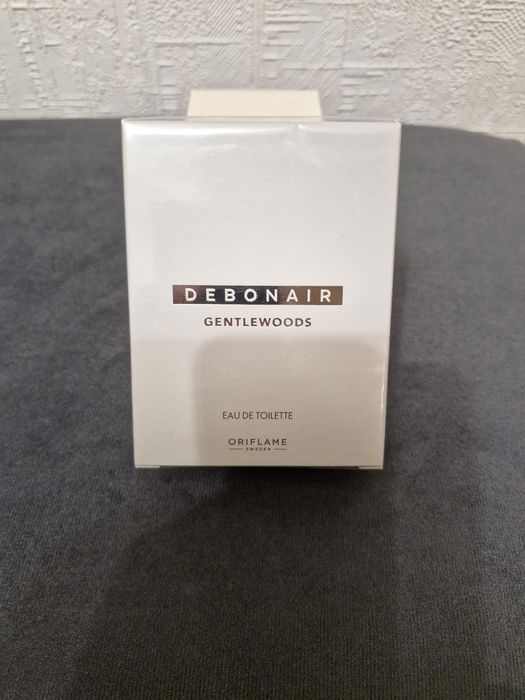 DEBONAIR
GENTLEWOODS
EAU DE TOILETTE
ORIFLAME
SWEDEN